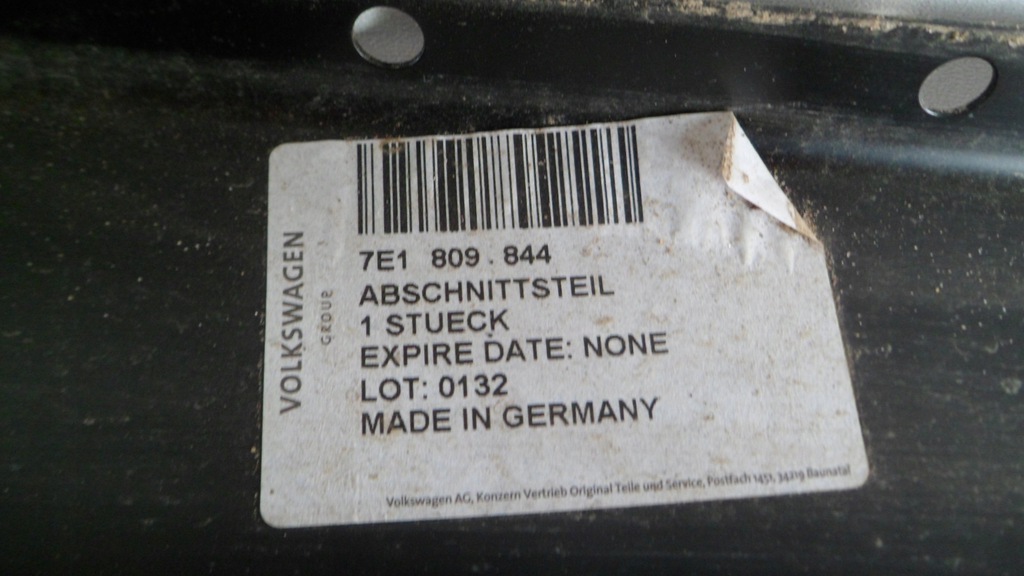 VOLKSWAGEN
GROUP
7E1 809 . 844
ABSCHNITTSTEIL
1 STUECK
EXPIRE DATE: NONE
LOT: 0132
MADE IN GERMANY
Volkswagen AG, Konzern Vertrieb Original Teile und Service, Postfach 1451, 34219 Baunatal